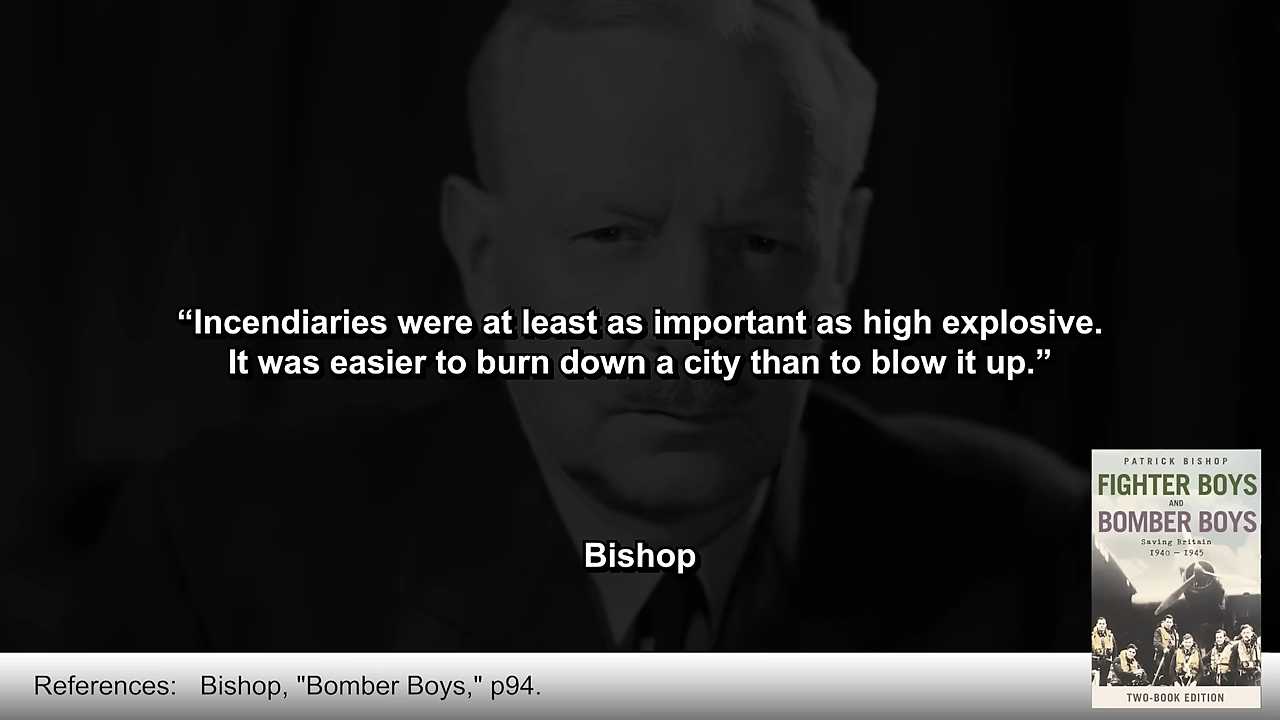 “Incendiaries were at least as important as high explosive.
It was easier to burn down a city than to blow it up.”
Bishop
PATRICK BISHOP
FIGHTER BOYS
AND
BOMBER BOYS
Saving Britain
1940 – 1945
TWO-BOOK EDITION
References: Bishop, "Bomber Boys," p94.